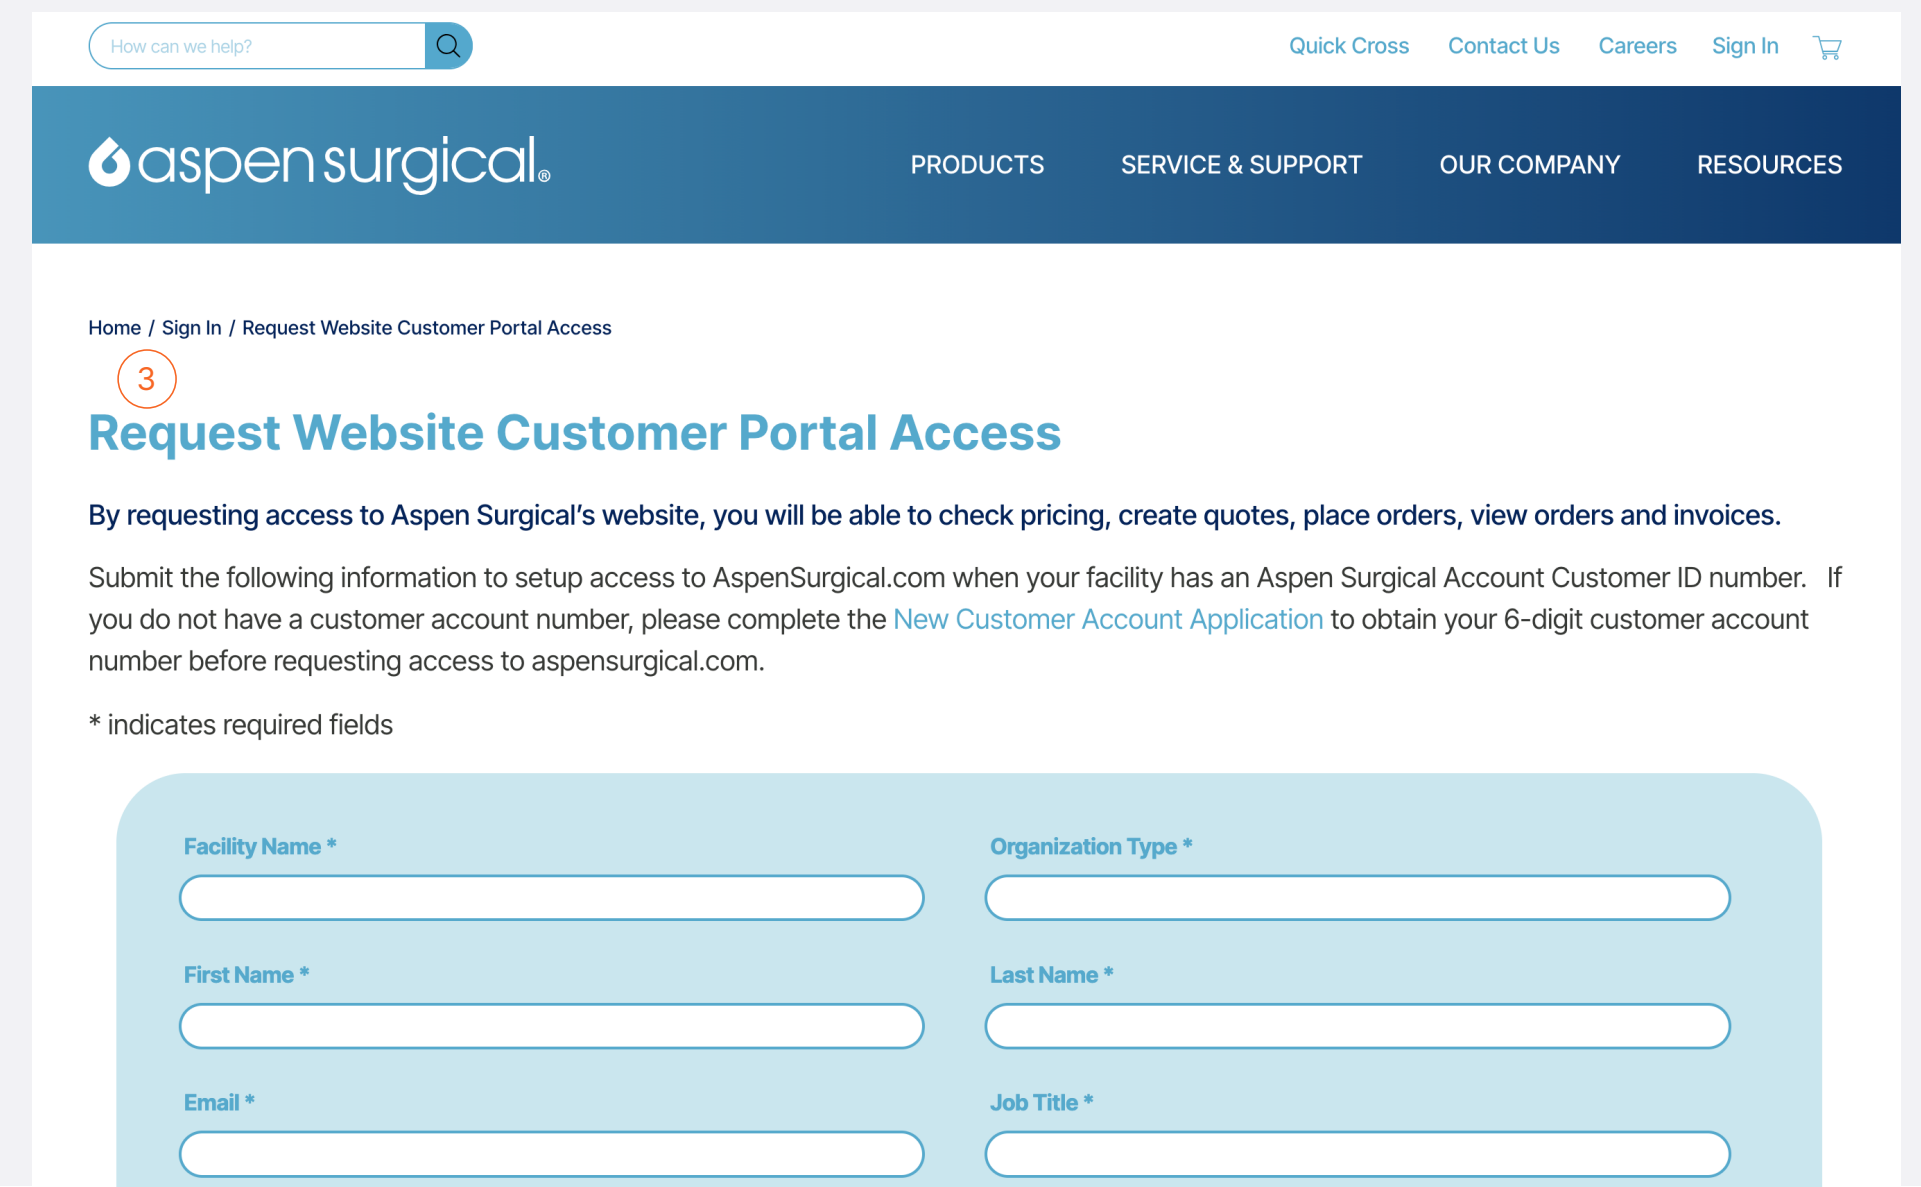 How can we help?
Quick Cross Contact Us Careers Sign In
aspen surgical®
PRODUCTS SERVICE & SUPPORT OUR COMPANY RESOURCES
Home / Sign In / Request Website Customer Portal Access
3
Request Website Customer Portal Access
By requesting access to Aspen Surgical’s website, you will be able to check pricing, create quotes, place orders, view orders and invoices.
Submit the following information to setup access to AspenSurgical.com when your facility has an Aspen Surgical Account Customer ID number. If
you do not have a customer account number, please complete the New Customer Account Application to obtain your 6-digit customer account
number before requesting access to aspensurgical.com.
* indicates required fields
Facility Name * Organization Type *
First Name * Last Name *
Email * Job Title *